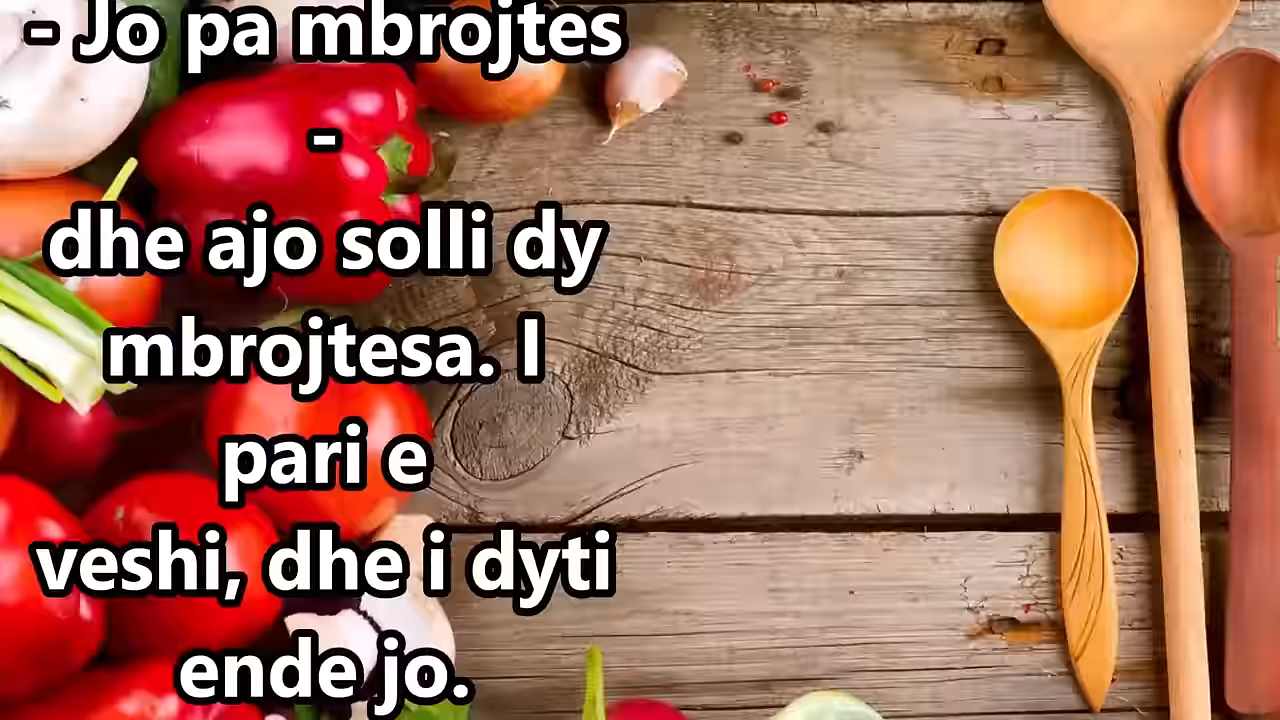 - Jo pa mbrojtes
-
dhe ajo solli dy
mbrojtesa. I
pari e
veshi, dhe i dyti
ende jo.